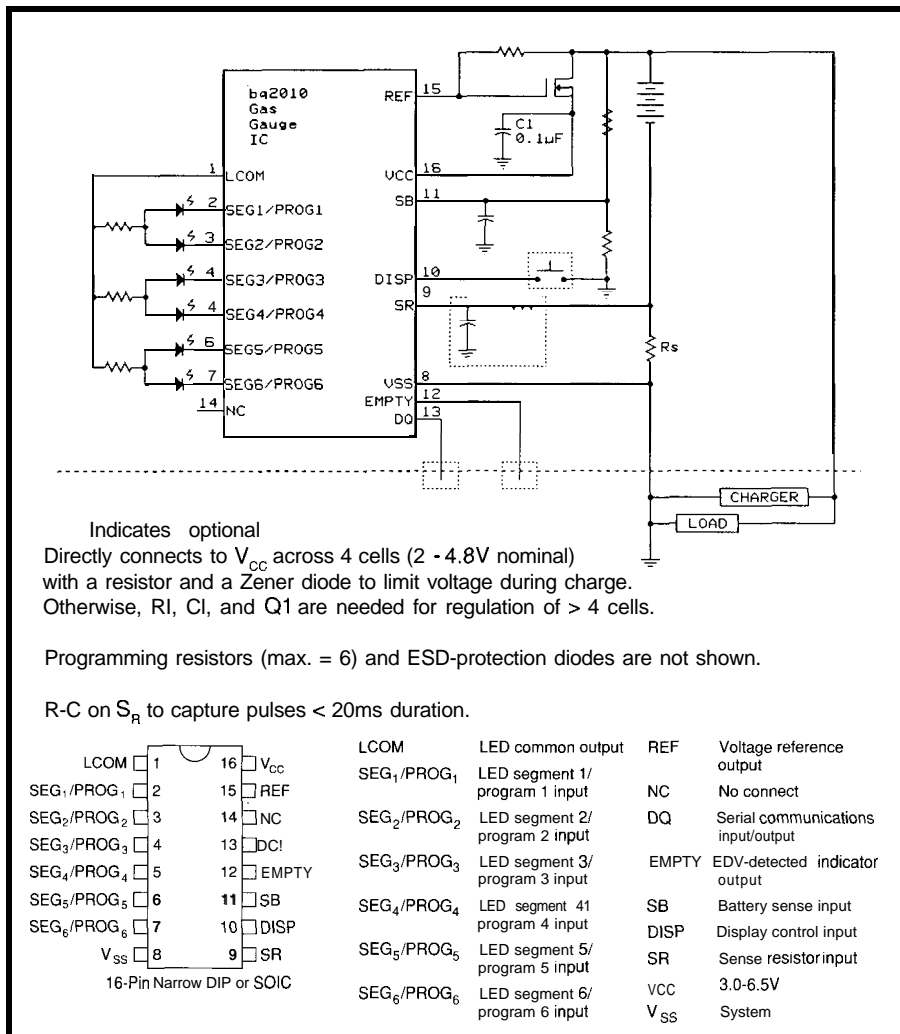 bq2010
Gas
Gauge
IC
REF 15
C1
0.1µF
1 LCOM
VCC 16
SB 11
2 SEG1/PROG1
3 SEG2/PROG2
4 SEG3/PROG3
DISP 10
9
SR
4 SEG4/PROG4
6 SEG5/PROG5
Rs
7 SEG6/PROG6
VSS 8
EMPTY 12
14 NC
DQ 13
CHARGER
LOAD
Indicates optional
Directly connects to VCC across 4 cells (2 - 4.8V nominal)
with a resistor and a Zener diode to limit voltage during charge.
Otherwise, RI, CI, and Q1 are needed for regulation of > 4 cells.
Programming resistors (max. = 6) and ESD-protection diodes are not shown.
R-C on SR to capture pulses < 20ms duration.
LCOM 1 16 VCC
SEG1/PROG1 2 15 REF
SEG2/PROG2 3 14 NC
SEG3/PROG3 4 13 DC!
SEG4/PROG4 5 12 EMPTY
SEG5/PROG5 6 11 SB
SEG6/PROG6 7 10 DISP
VSS 8 9 SR
16-Pin Narrow DIP or SOIC
LCOM LED common output
SEG1/PROG1 LED segment 1/
program 1 input
SEG2/PROG2 LED segment 2/
program 2 input
SEG3/PROG3 LED segment 3/
program 3 input
SEG4/PROG4 LED segment 41
program 4 input
SEG5/PROG5 LED segment 5/
program 5 input
SEG6/PROG6 LED segment 6/
program 6 input
REF Voltage reference
output
NC No connect
DQ Serial communications
input/output
EMPTY EDV-detected indicator
output
SB Battery sense input
DISP Display control input
SR Sense resistor input
VCC 3.0-6.5V
VSS System